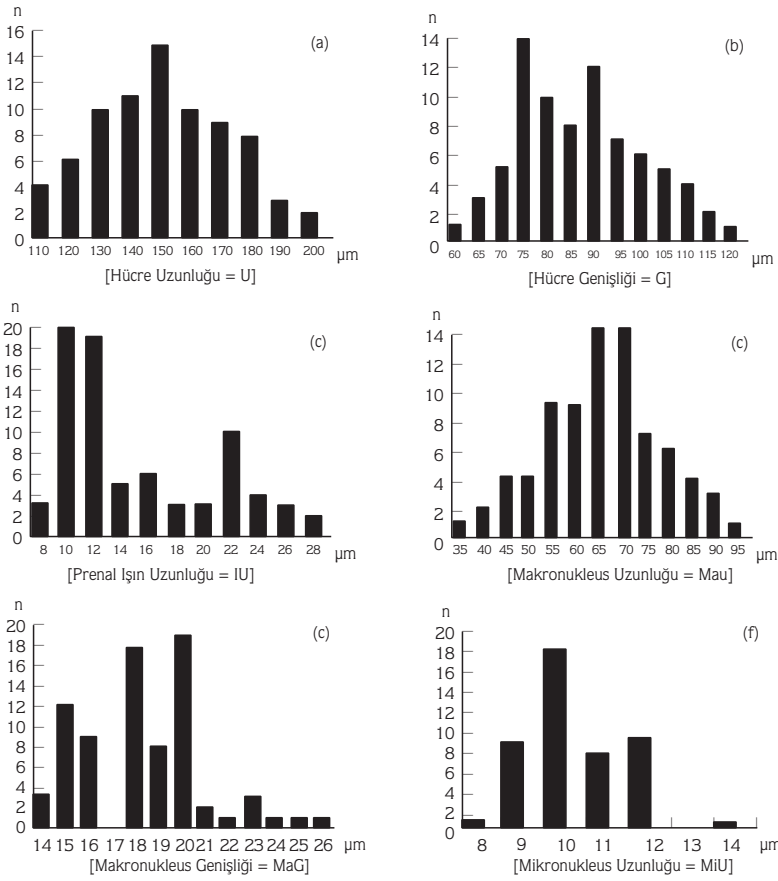 n
(a)
16
14
12
10
8
6
4
2
0
110 120 130 140 150 160 170 180 190 200 µm
[Hücre Uzunluğu = U]
n
(b)
14
12
10
8
6
4
2
0
60 65 70 75 80 85 90 95 100 105 110 115 120 µm
[Hücre Genişliği = G]
n
(c)
20
18
16
14
12
10
8
6
4
2
0
8 10 12 14 16 18 20 22 24 26 28 µm
[Prenal Işın Uzunluğu = IU]
n
(c)
14
12
10
8
6
4
2
0
35 40 45 50 55 60 65 70 75 80 85 90 95 µm
[Makronukleus Uzunluğu = Mau]
n
(c)
20
18
16
14
12
10
8
6
4
2
0
14 15 16 17 18 19 20 21 22 23 24 25 26 µm
[Makronukleus Genişliği = MaG]
n
(f)
20
18
16
14
12
10
8
6
4
2
0
8 9 10 11 12 13 14 µm
[Mikronukleus Uzunluğu = MiU]